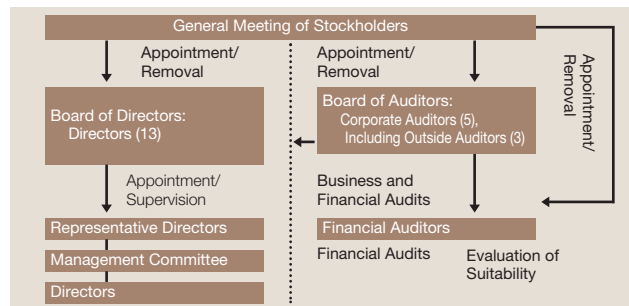 General Meeting of Stockholders
Appointment/
Removal
Board of Directors:
Directors (13)
Appointment/
Supervision
Representative Directors
Management Committee
Directors
Appointment/
Removal
Board of Auditors:
Corporate Auditors (5),
Including Outside Auditors (3)
Business and
Financial Audits
Financial Auditors
Financial Audits
Evaluation of
Suitability
Appointment/
Removal